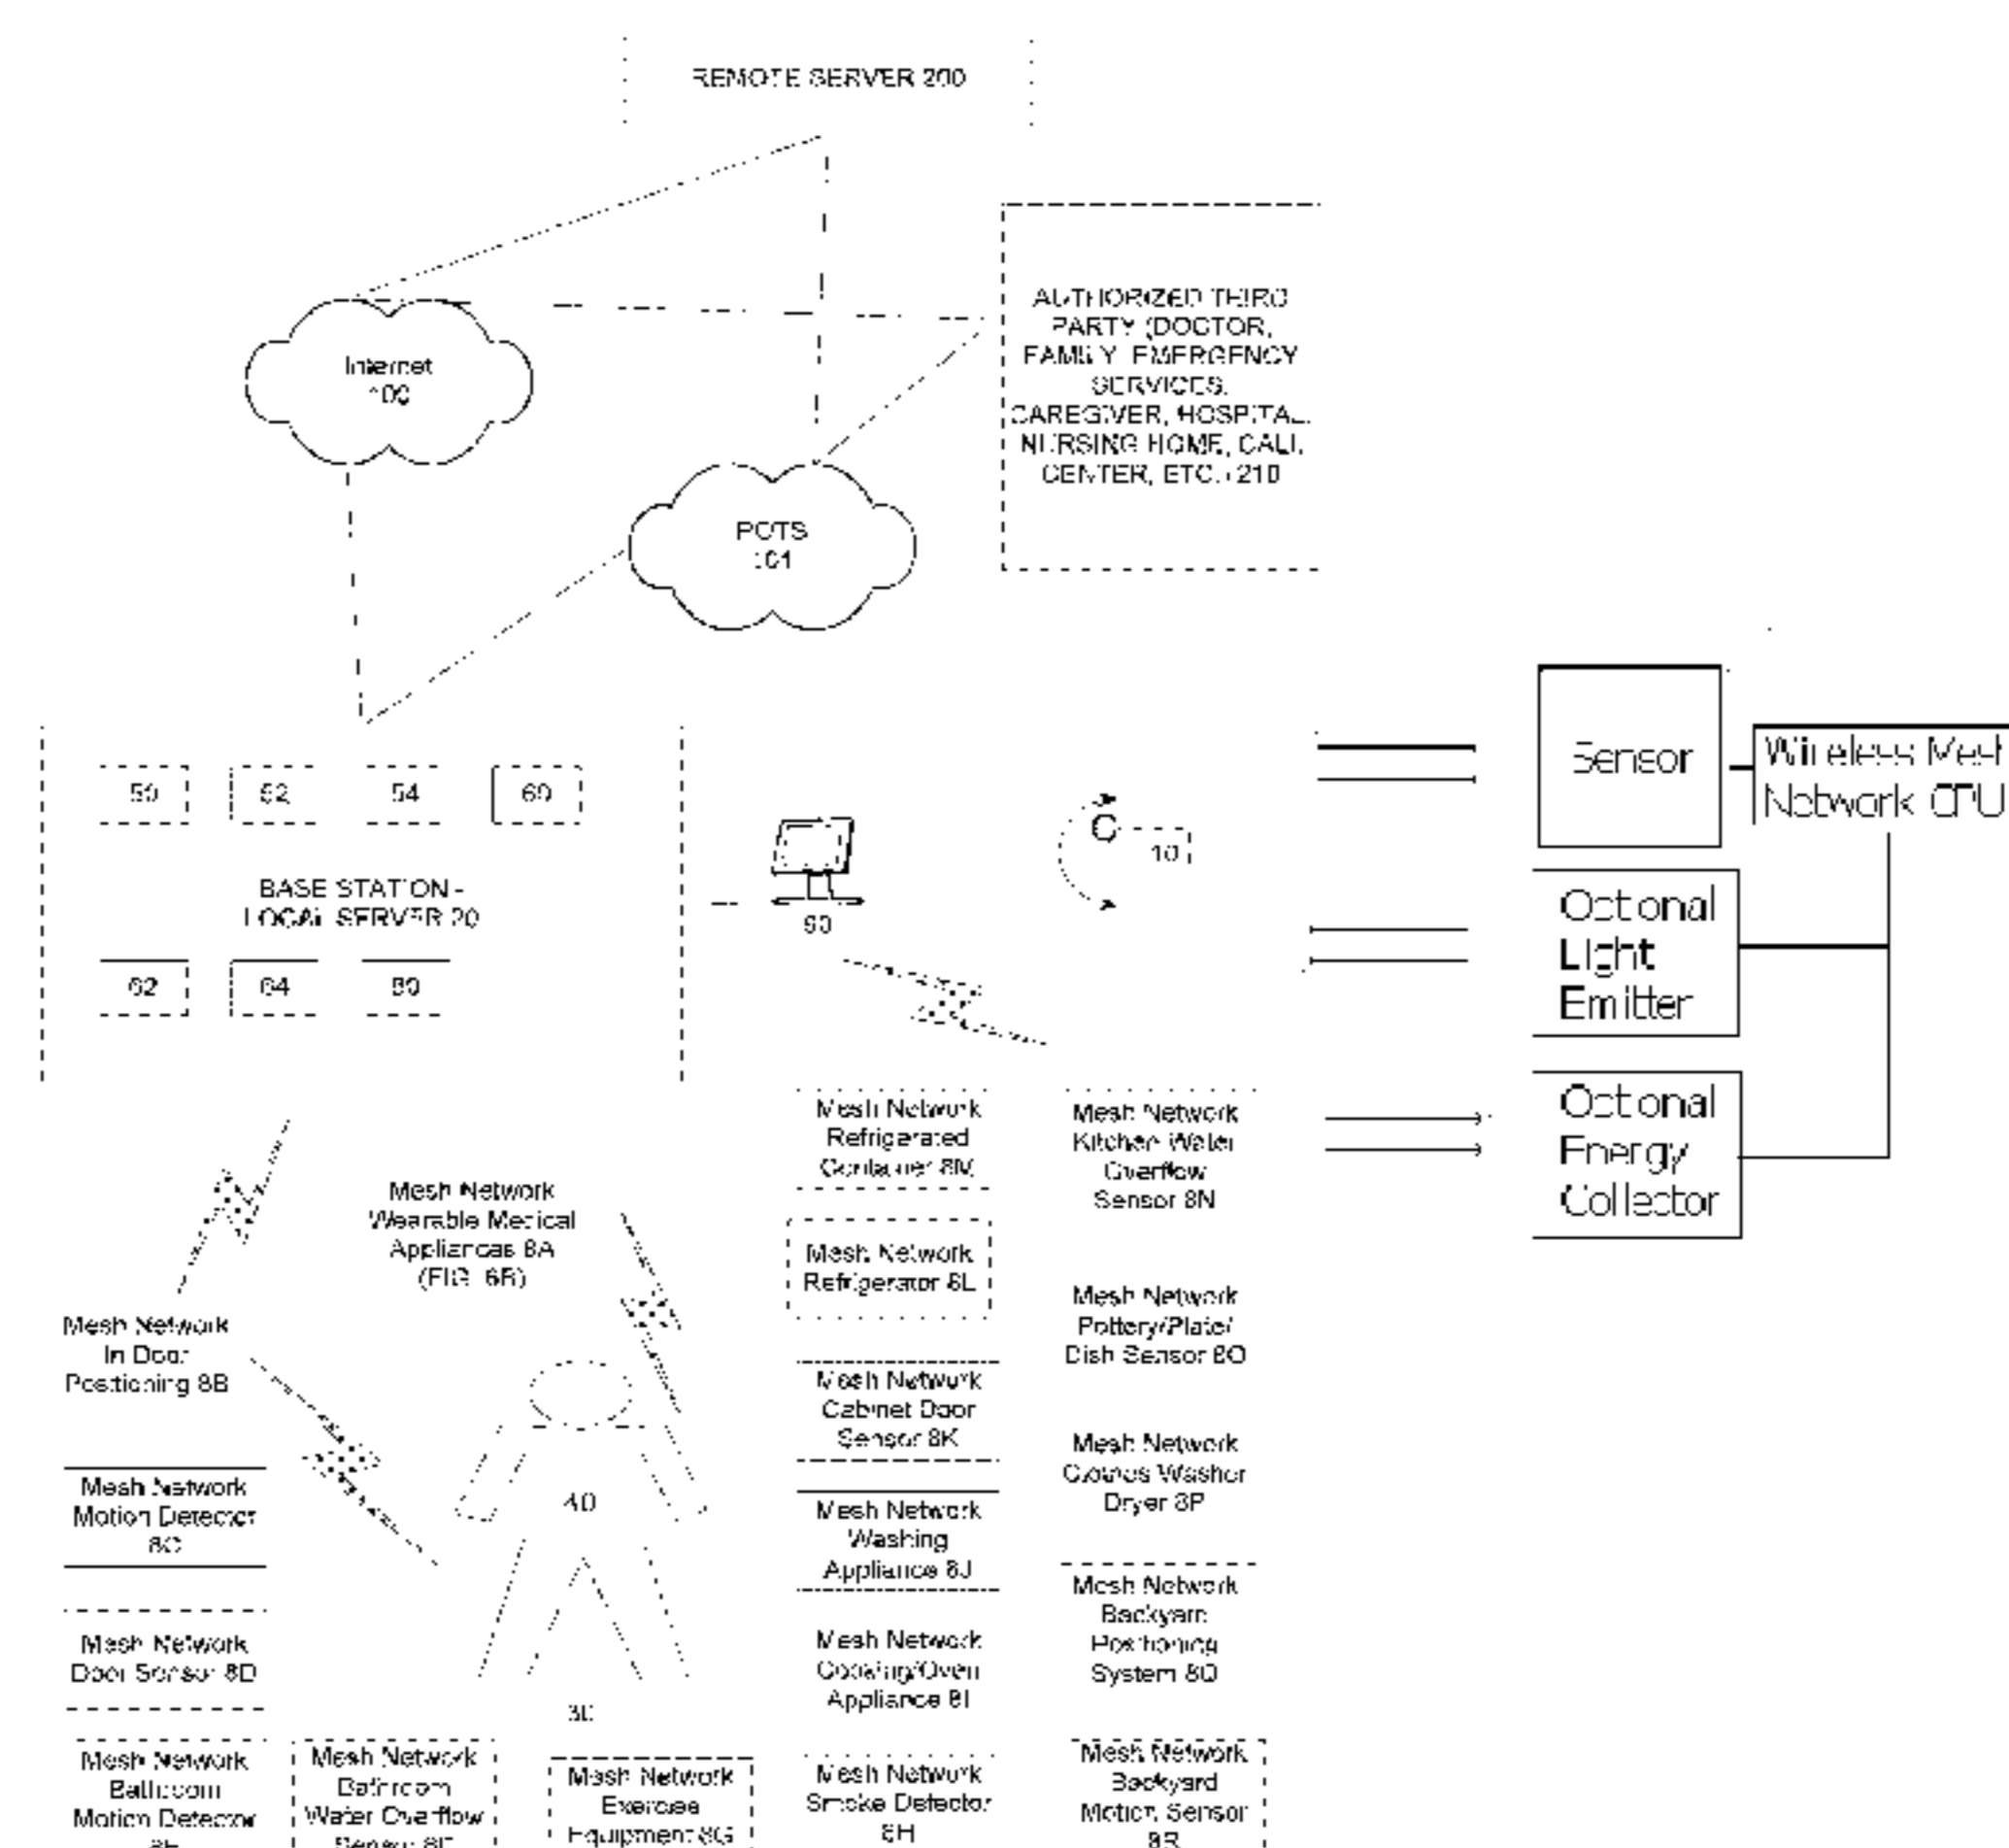 REMOTE SERVER 200
AUTHORIZED THIRD
PARTY (DOCTOR,
FAMILY, EMERGENCY
SERVICES,
CAREGIVER, HOSPITAL,
NURSING HOME, CALL
CENTER, ETC.) 210
Internet
100
POTS
101
Sensor
Wireless Mesh
Network CPU
50
52
54
60
BASE STATION -
LOCAL SERVER 20
62
64
80
90
10
Optional
Light
Emitter
Optional
Energy
Collector
Mesh Network
Wearable Medical
Appliances 8A
(FIG. 6B)
Mesh Network
In Door
Positioning 8B
Mesh Network
Motion Detector
8C
Mesh Network
Door Sensor 8D
Mesh Network
Bathroom
Motion Detector
8E
Mesh Network
Bathroom
Water Overflow
Sensor 8F
40
30
Mesh Network
Exercise
Equipment 8G
Mesh Network
Refrigerated
Container 8M
Mesh Network
Refrigerator 8L
Mesh Network
Cabinet Door
Sensor 8K
Mesh Network
Washing
Appliance 8J
Mesh Network
Cooking/Oven
Appliance 8I
Mesh Network
Smoke Detector
8H
Mesh Network
Kitchen Water
Overflow
Sensor 8N
Mesh Network
Pottery/Plate/
Dish Sensor 8O
Mesh Network
Clothes Washer
Dryer 8P
Mesh Network
Backyard
Positioning
System 8Q
Mesh Network
Backyard
Motion Sensor
8R